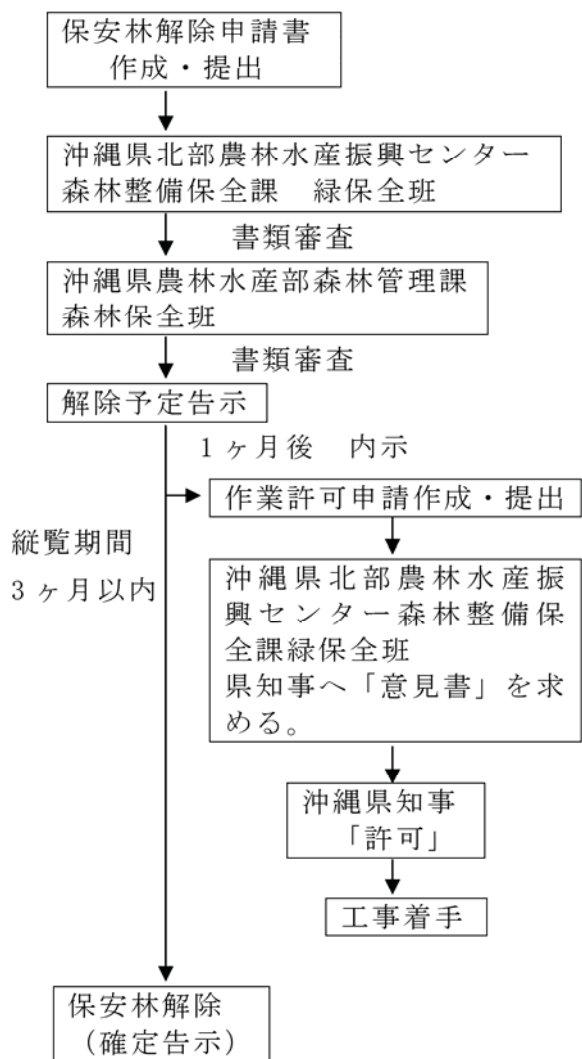 保安林解除申請書
作成・提出
沖縄県北部農林水産振興センター
森林整備保全課　緑保全班
書類審査
沖縄県農林水産部森林管理課
森林保全班
書類審査
解除予定告示
1ヶ月後　内示
作業許可申請作成・提出
縦覧期間
3ヶ月以内
沖縄県北部農林水産振
興センター森林整備保
全課緑保全班
県知事へ「意見書」を求
める。
沖縄県知事
「許可」
工事着手
保安林解除
（確定告示）